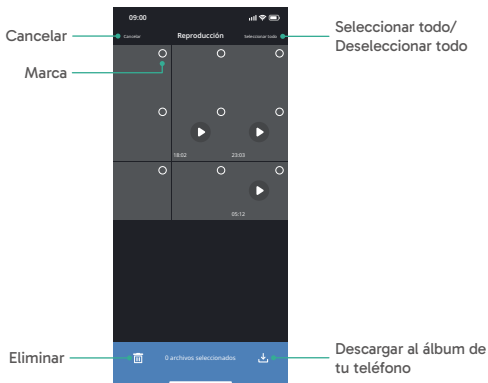 09:00
Cancelar
Cancelar
Reproducción
Seleccionar todo
Seleccionar todo/
Deseleccionar todo
Marca
18:02
23:03
05:12
Eliminar
0 archivos seleccionados
Descargar al álbum de
tu teléfono